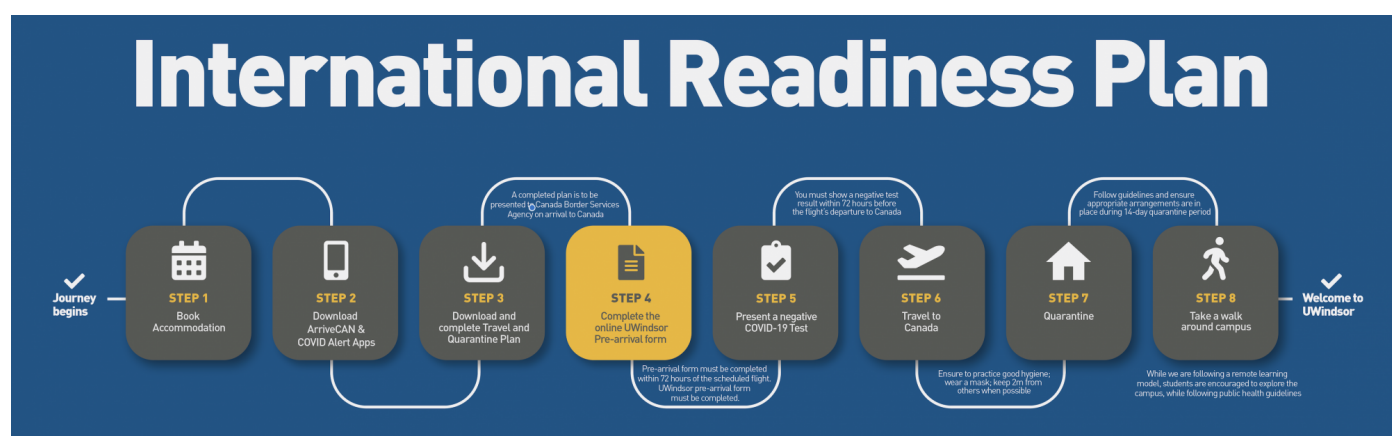 International Readiness Plan
Journey
begins
STEP 1
Book
Accommodation
STEP 2
Download
ArriveCAN &
COVID Alert Apps
STEP 3
Download and
complete Travel and
Quarantine Plan
A completed plan is to be
presented to Canada Border Services
Agency on arrival to Canada
STEP 4
Complete the
online UWindsor
Pre-arrival form
Pre-arrival form must be completed
within 72 hours of the scheduled flight.
UWindsor pre-arrival form
must be completed.
STEP 5
Present a negative
COVID-19 Test
You must show a negative test
result within 72 hours before
the flight's departure to Canada
STEP 6
Travel to
Canada
Ensure to practice good hygiene;
wear a mask; keep 2m from
others when possible
STEP 7
Quarantine
Follow guidelines and ensure
appropriate arrangements are in
place during 14-day quarantine period
STEP 8
Take a walk
around campus
While we are following a remote learning
model, students are encouraged to explore the
campus, while following public health guidelines
Welcome to
UWindsor